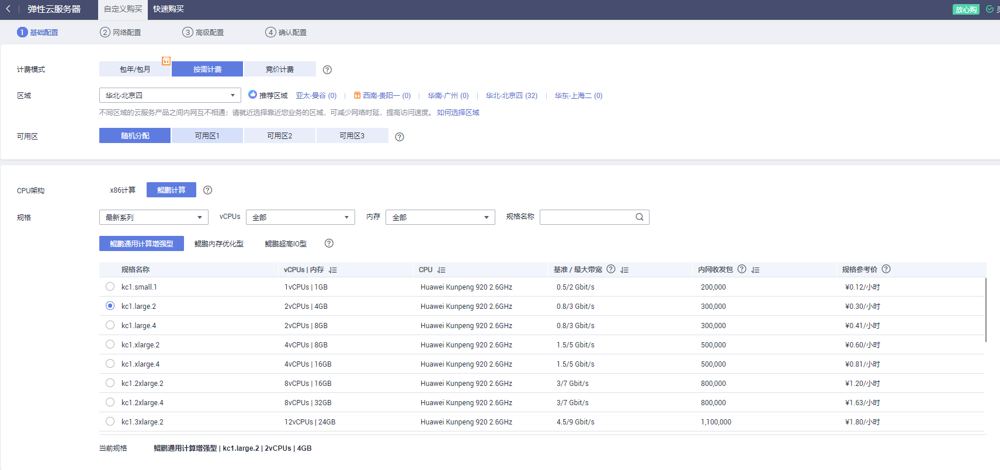 弹性云服务器 自定义购买 快速购买 放心购
1 基础配置 2 网络配置 3 高级配置 4 确认配置
计费模式 包年/包月 按需计费 竞价计费 ?
区域 华北-北京四 推荐区域 亚太-曼谷 (0) | 西南-贵阳一 (0) | 华南-广州 (0) | 华北-北京四 (32) | 华东-上海二 (0)
不同区域的云服务产品之间内网互不相通；请就近选择靠近您业务的区域，可减少网络时延，提高访问速度。 如何选择区域
可用区 随机分配 可用区1 可用区2 可用区3 ?
CPU架构 x86计算 鲲鹏计算 ?
规格 最新系列 vCPUs 全部 内存 全部 规格名称
鲲鹏通用计算增强型 鲲鹏内存优化型 鲲鹏超高IO型 ?
规格名称 vCPUs | 内存 CPU 基准 / 最大带宽 ? 内网收发包 ? 规格参考价 ?
kc1.small.1 1vCPUs | 1GB Huawei Kunpeng 920 2.6GHz 0.5/2 Gbit/s 200,000 ¥0.12/小时
kc1.large.2 2vCPUs | 4GB Huawei Kunpeng 920 2.6GHz 0.8/3 Gbit/s 300,000 ¥0.30/小时
kc1.large.4 2vCPUs | 8GB Huawei Kunpeng 920 2.6GHz 0.8/3 Gbit/s 300,000 ¥0.41/小时
kc1.xlarge.2 4vCPUs | 8GB Huawei Kunpeng 920 2.6GHz 1.5/5 Gbit/s 500,000 ¥0.60/小时
kc1.xlarge.4 4vCPUs | 16GB Huawei Kunpeng 920 2.6GHz 1.5/5 Gbit/s 500,000 ¥0.81/小时
kc1.2xlarge.2 8vCPUs | 16GB Huawei Kunpeng 920 2.6GHz 3/7 Gbit/s 800,000 ¥1.20/小时
kc1.2xlarge.4 8vCPUs | 32GB Huawei Kunpeng 920 2.6GHz 3/7 Gbit/s 800,000 ¥1.63/小时
kc1.3xlarge.2 12vCPUs | 24GB Huawei Kunpeng 920 2.6GHz 4.5/9 Gbit/s 1,100,000 ¥1.80/小时
当前规格 鲲鹏通用计算增强型 | kc1.large.2 | 2vCPUs | 4GB